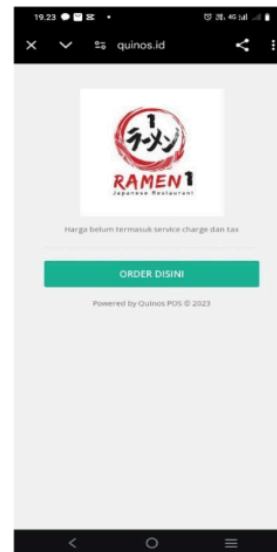 19.23
4G
quinos.id
1
ラーメン
RAMEN 1
Japanese Restaurant
Harga belum termasuk service charge dan tax
ORDER DISINI
Powered by Quinos POS © 2023